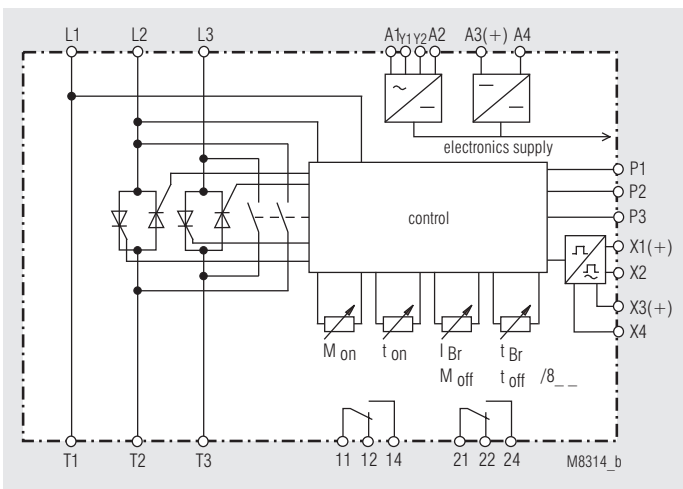 L1 L2 L3 A1 Y1 Y2 A2 A3(+) A4
electronics supply
P1
P2
control
P3
X1(+)
X2
X3(+)
X4
M on t on I Br t Br
M off t off /8_ _
T1 T2 T3 11 12 14 21 22 24 M8314_b